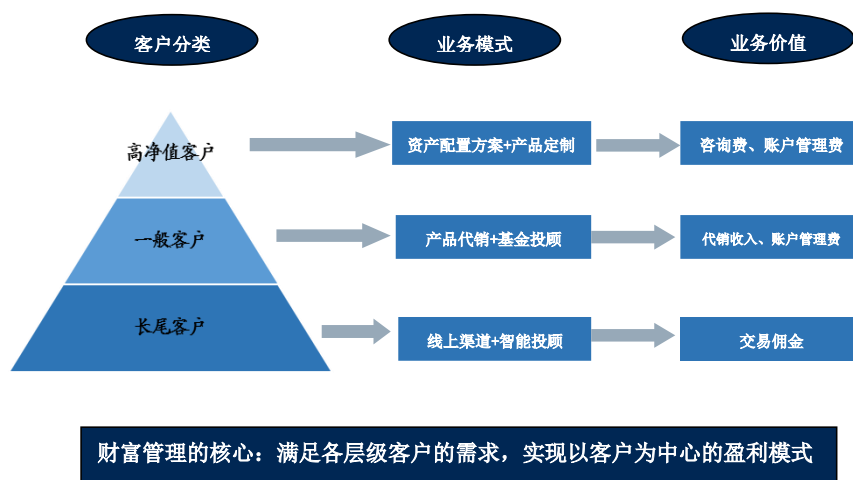 客户分类
业务模式
业务价值
高净值客户
资产配置方案+产品定制
咨询费、账户管理费
一般客户
产品代销+基金投顾
代销收入、账户管理费
长尾客户
线上渠道+智能投顾
交易佣金
财富管理的核心：满足各层级客户的需求，实现以客户为中心的盈利模式